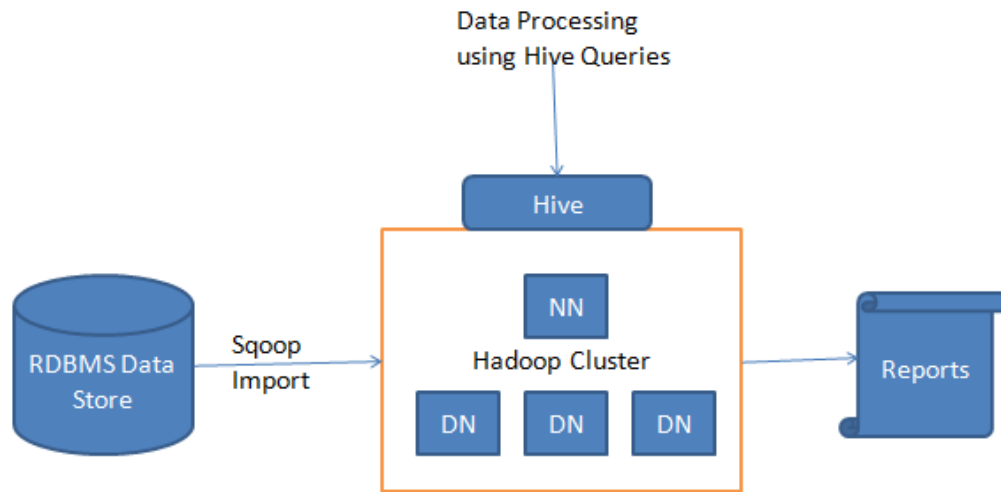 Data Processing
using Hive Queries
Hive
NN
RDBMS Data
Store
Sqoop
Import
Hadoop Cluster
Reports
DN
DN
DN